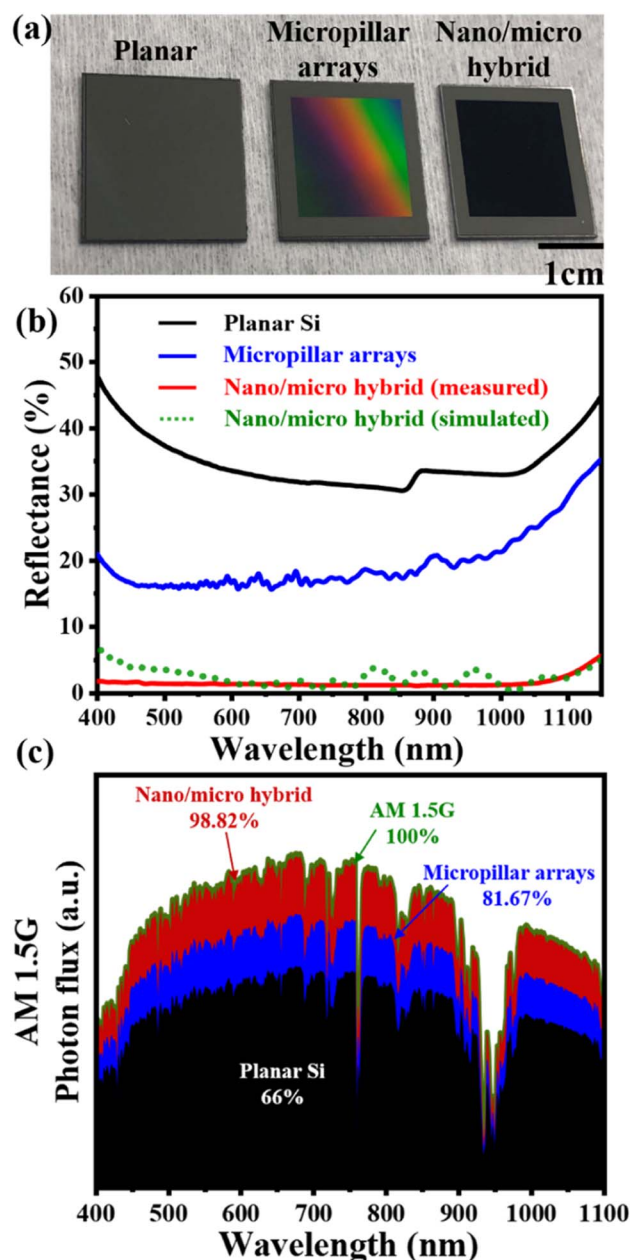 (a)
Planar
Micropillar
arrays
Nano/micro
hybrid
1cm
(b)
60
50
40
30
20
10
0
Reflectance (%)
Planar Si
Micropillar arrays
Nano/micro hybrid (measured)
Nano/micro hybrid (simulated)
400 500 600 700 800 900 1000 1100
Wavelength (nm)
(c)
AM 1.5G
Photon flux (a.u.)
Nano/micro hybrid
98.82%
AM 1.5G
100%
Micropillar arrays
81.67%
Planar Si
66%
400 500 600 700 800 900 1000 1100
Wavelength (nm)